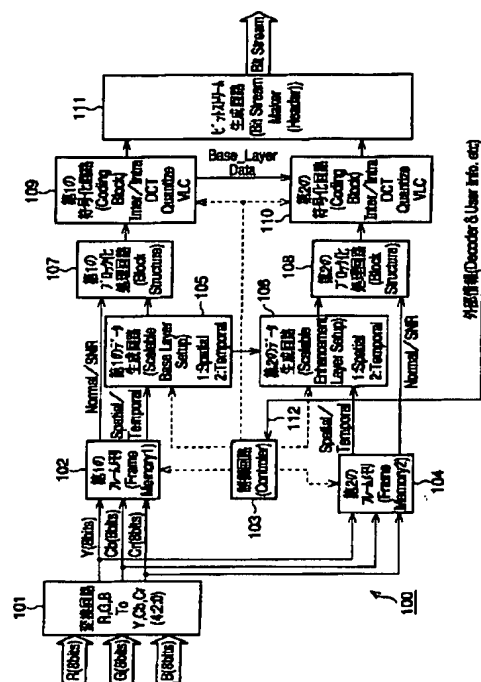 R(8bits)
G(8bits)
B(8bits)
101
変換回路
R,G,B
To
Y,Cb,Cr
(4:2:0)
Y(8bits)
Cb(8bits)
Cr(8bits)
102
第1の
フレームメモリ
(Frame
Memory1)
Normal/SNR
Spatial/
Temporal
103
制御回路
(Controller)
104
第2の
フレームメモリ
(Frame
Memory2)
Spatial/
Temporal
Normal/SNR
112
105
第1のデータ
生成回路
(Scalable
Base Layer
Setup)
1:Spatial
2:Temporal
106
第2のデータ
生成回路
(Scalable
Enhancement
Layer Setup)
1:Spatial
2:Temporal
107
第1の
ブロック化
処理回路
(Block
Structure)
108
第2の
ブロック化
処理回路
(Block
Structure)
109
第1の
符号化回路
(Coding
Block)
Inter/Intra
DCT
Quantize
VLC
Base_Layer
Data
110
第2の
符号化回路
(Coding
Block)
Inter/Intra
DCT
Quantize
VLC
111
ビットストリーム
生成回路
(Bit Stream
Maker
(Header))
Bit Stream
外部情報(Decoder & User Info. etc)
100